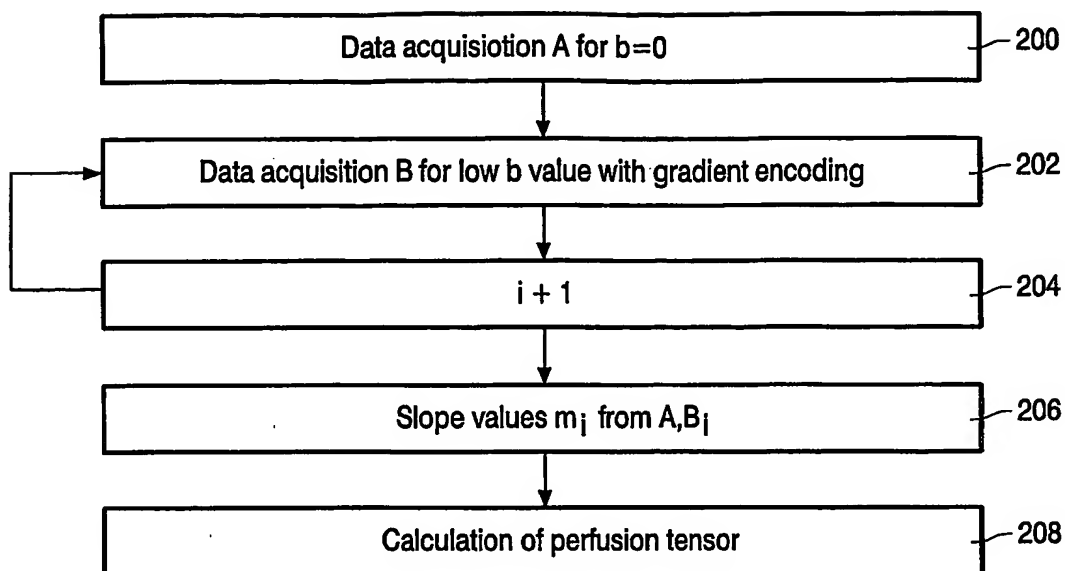 Data acquisiotion A for b=0
200
Data acquisition B for low b value with gradient encoding
202
i + 1
204
Slope values mi from A,Bi
206
Calculation of perfusion tensor
208